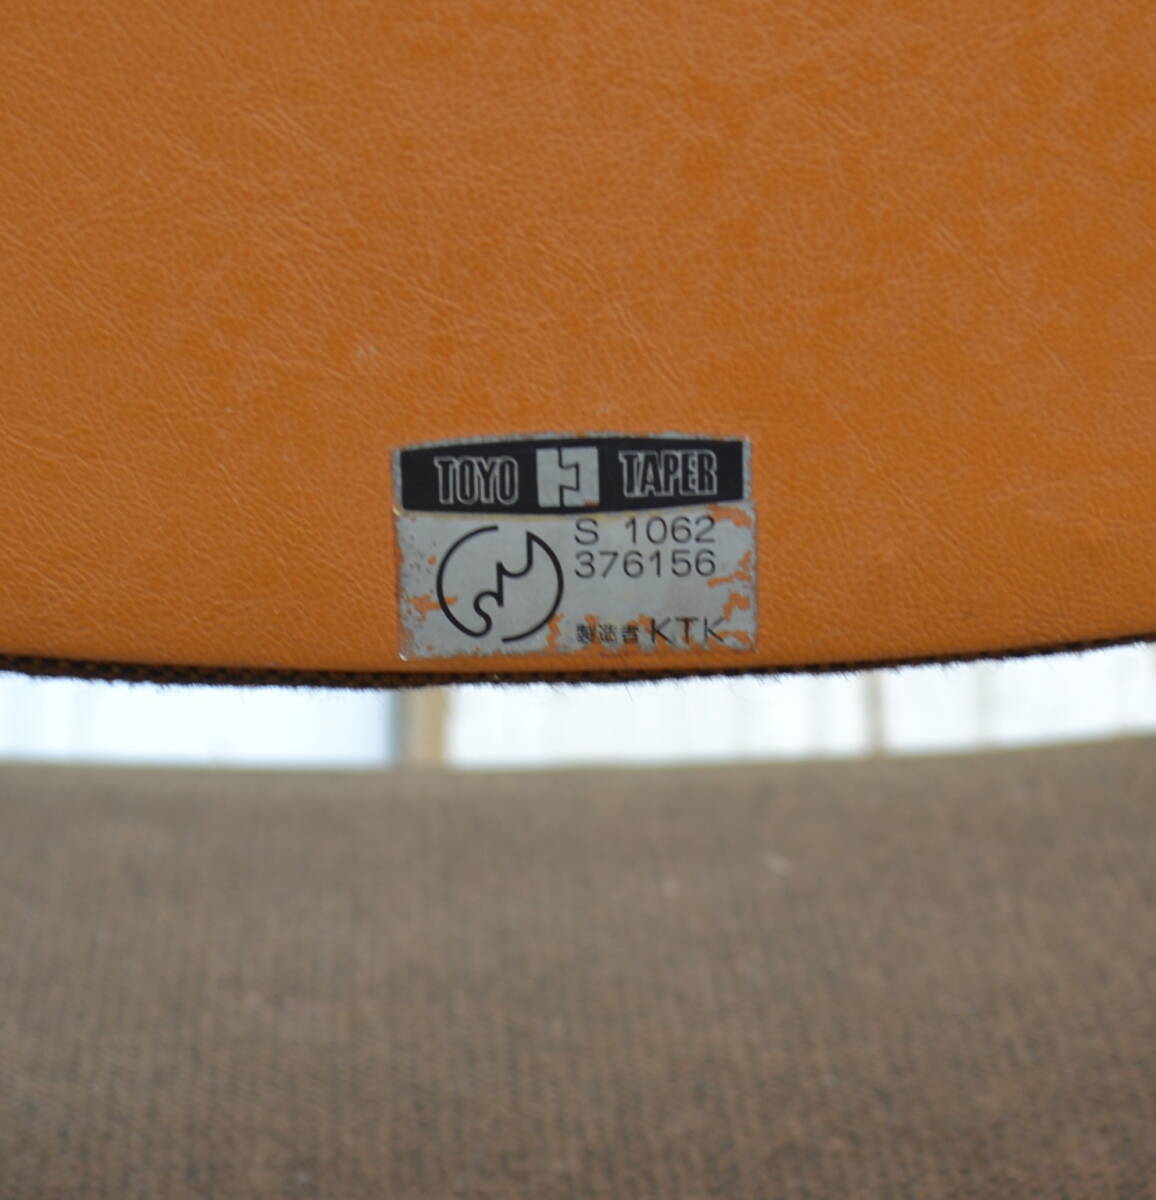 TOYO TAPER
S 1062
376156
製造者 KTK